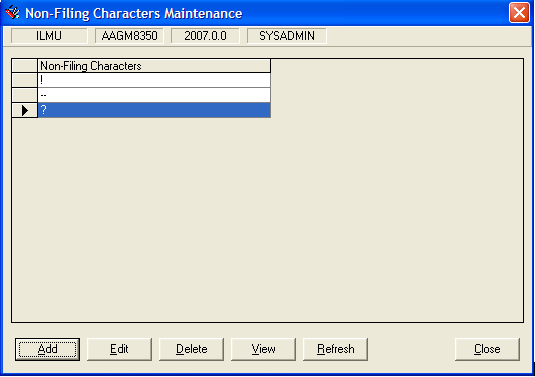 Non-Filing Characters Maintenance
ILMU AAGM8350 2007.0.0 SYSADMIN
Non-Filing Characters
!
--
?
Add Edit Delete View Refresh Close